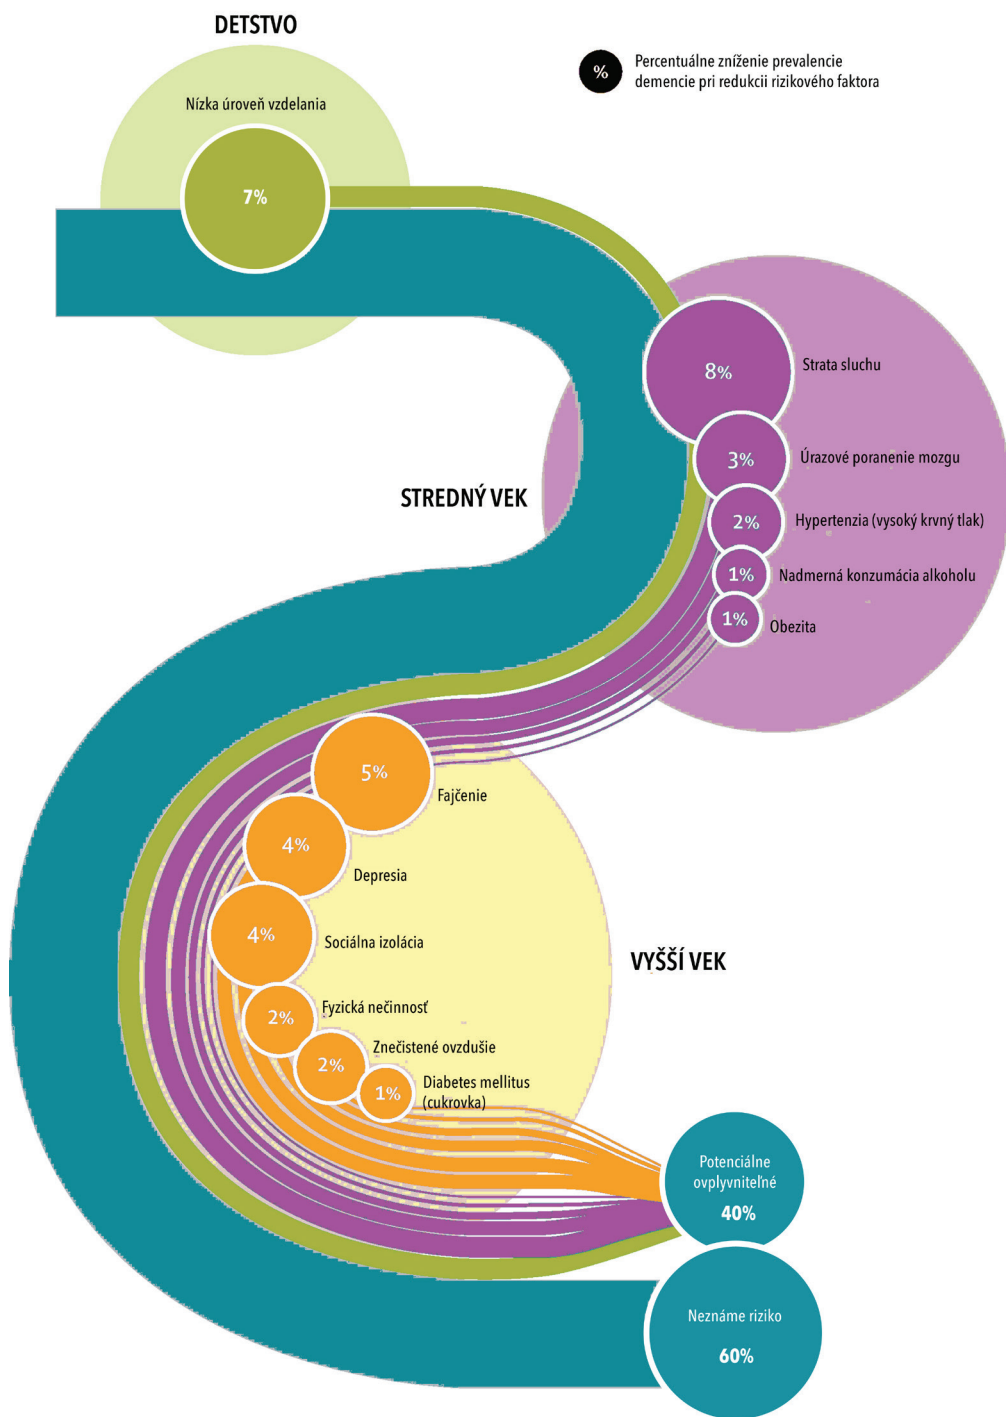 DETSTVO
%
Percentuálne zníženie prevalencie
demencie pri redukcii rizikového faktora
Nízka úroveň vzdelania
7%
8%
Strata sluchu
3%
Úrazové poranenie mozgu
STREDNÝ VEK
2%
Hypertenzia (vysoký krvný tlak)
1%
Nadmerná konzumácia alkoholu
1%
Obezita
5%
Fajčenie
4%
Depresia
4%
Sociálna izolácia
VYŠŠÍ VEK
2%
Fyzická nečinnosť
2%
Znečistené ovzdušie
1%
Diabetes mellitus
(cukrovka)
Potenciálne
ovplyvniteľné
40%
Neznáme riziko
60%